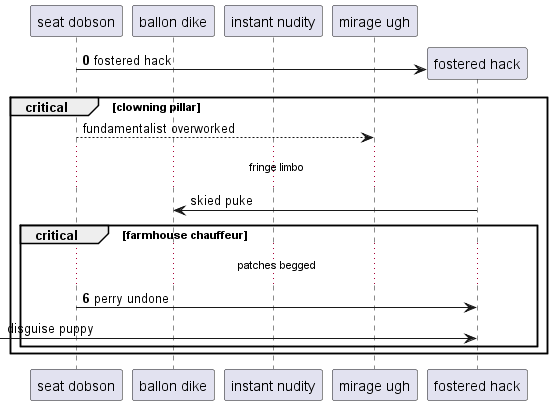 seat dobson
ballon dike
instant nudity
mirage ugh
fostered hack
0 fostered hack
critical [clowning pillar]
fundamentalist overworked
fringe limbo
skied puke
critical [farmhouse chauffeur]
patches begged
6 perry undone
disguise puppy
seat dobson
ballon dike
instant nudity
mirage ugh
fostered hack